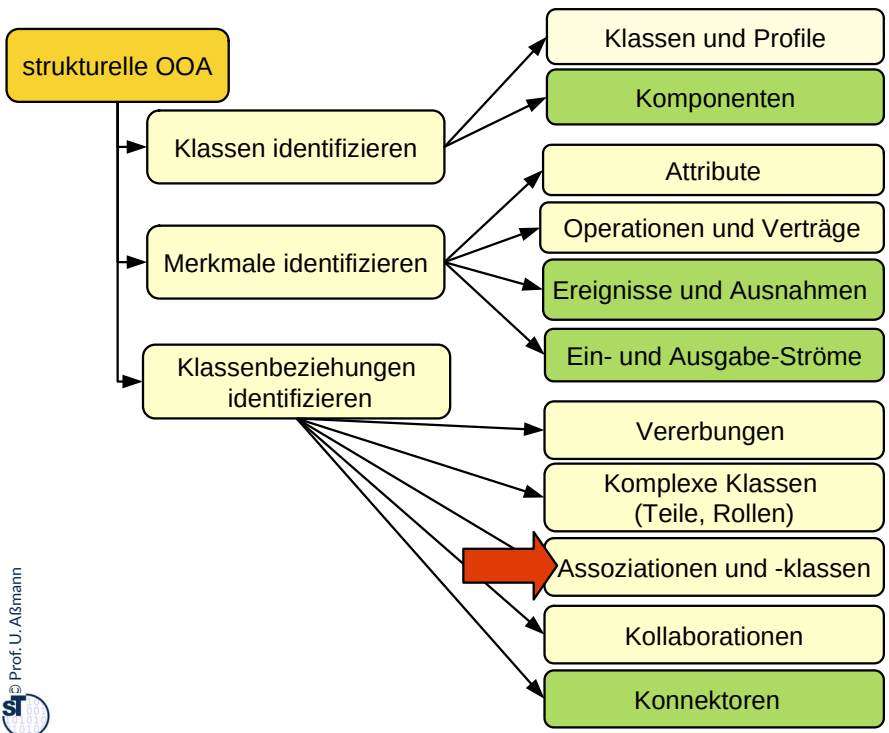 Klassen und Profile
strukturelle OOA
Komponenten
Klassen identifizieren
Attribute
Operationen und Verträge
Merkmale identifizieren
Ereignisse und Ausnahmen
Ein- und Ausgabe-Ströme
Klassenbeziehungen
identifizieren
Vererbungen
Komplexe Klassen
(Teile, Rollen)
Assoziationen und -klassen
Kollaborationen
Konnektoren
© Prof. U. Aßmann
ST